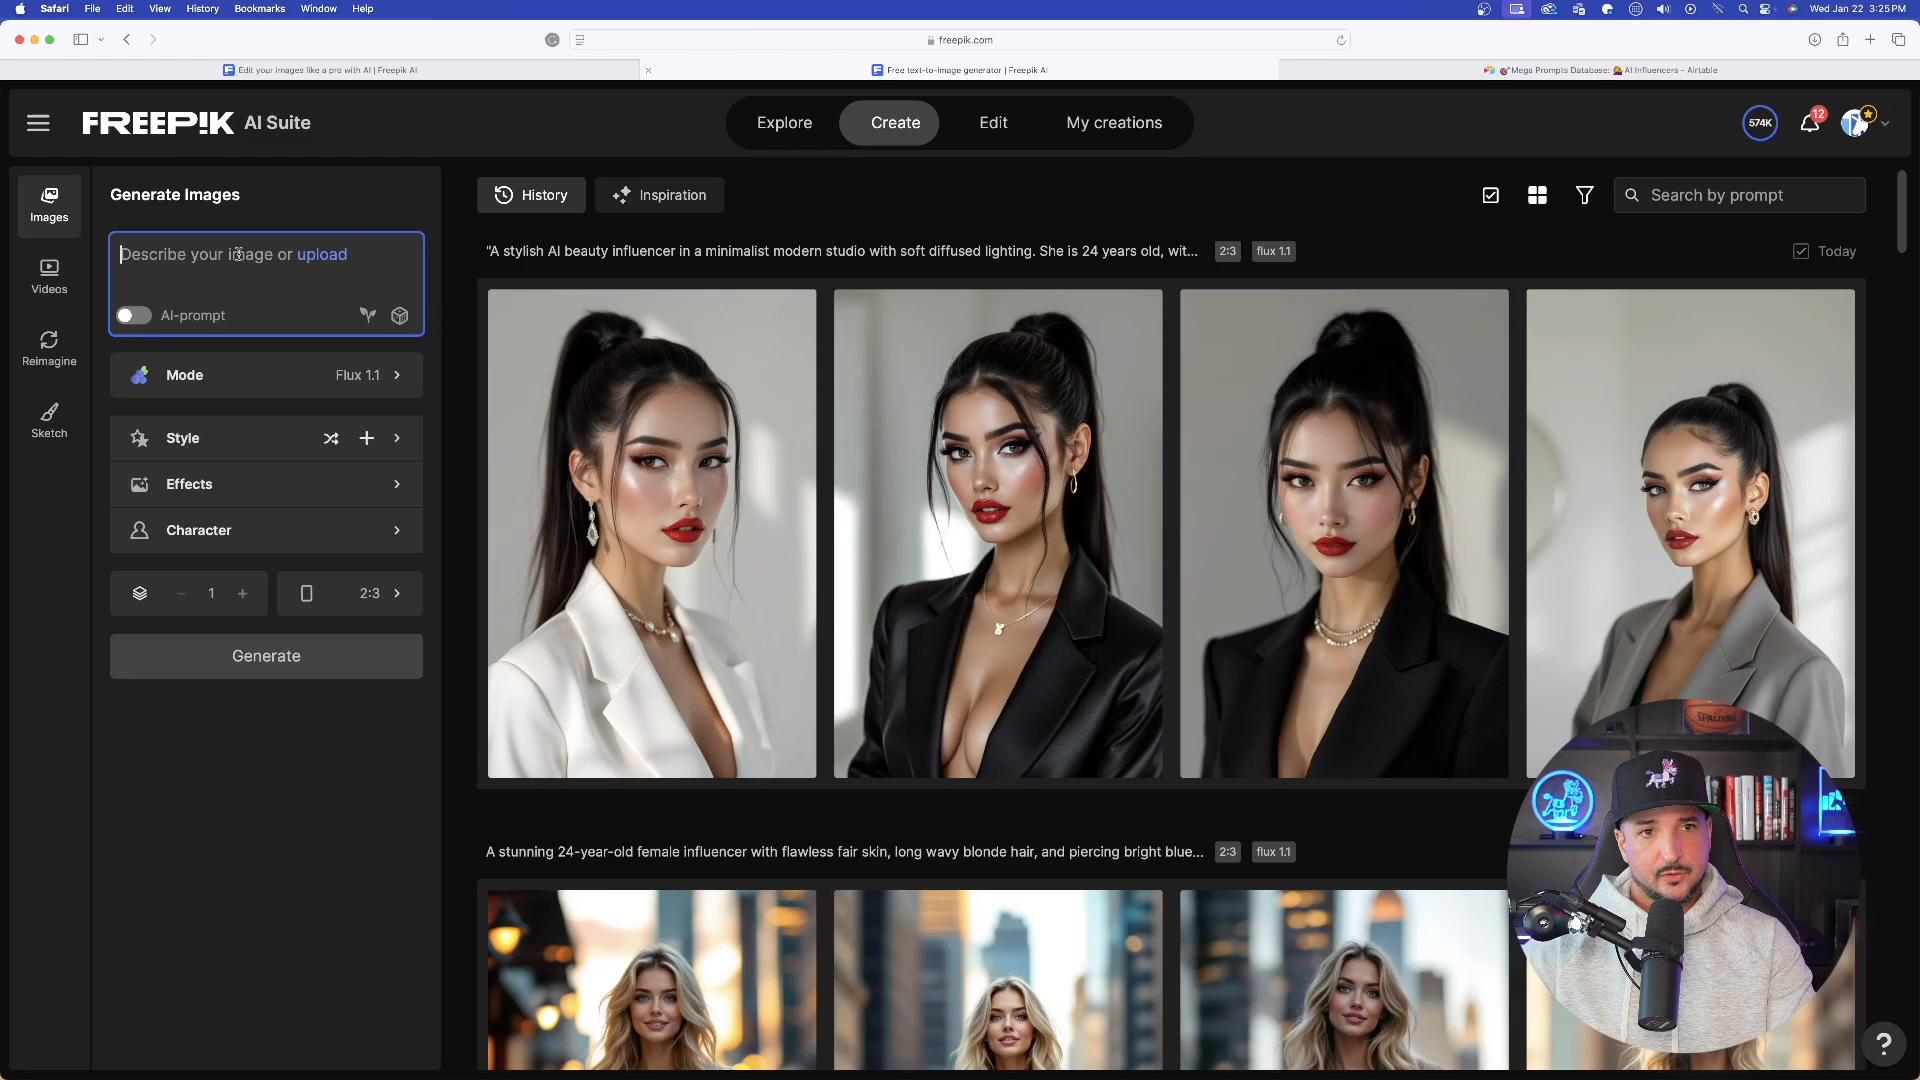 Safari File Edit View History Bookmarks Window Help Wed Jan 22 3:25 PM
freepik.com
Edit your images like a pro with AI | Freepik AI
Free text-to-image generator | Freepik AI
🎯*Mega Prompts Database: 💁‍♀️ AI Influencers - Airtable
FREEP!K AI Suite
Explore Create Edit My creations
574K
12
Images
Videos
Reimagine
Sketch
Generate Images
Describe your image or upload
AI-prompt
Mode Flux 1.1
Style
Effects
Character
1 2:3
Generate
History Inspiration
Search by prompt
"A stylish AI beauty influencer in a minimalist modern studio with soft diffused lighting. She is 24 years old, wit... 2:3 flux 1.1
Today
A stunning 24-year-old female influencer with flawless fair skin, long wavy blonde hair, and piercing bright blue... 2:3 flux 1.1
SPALDING
?